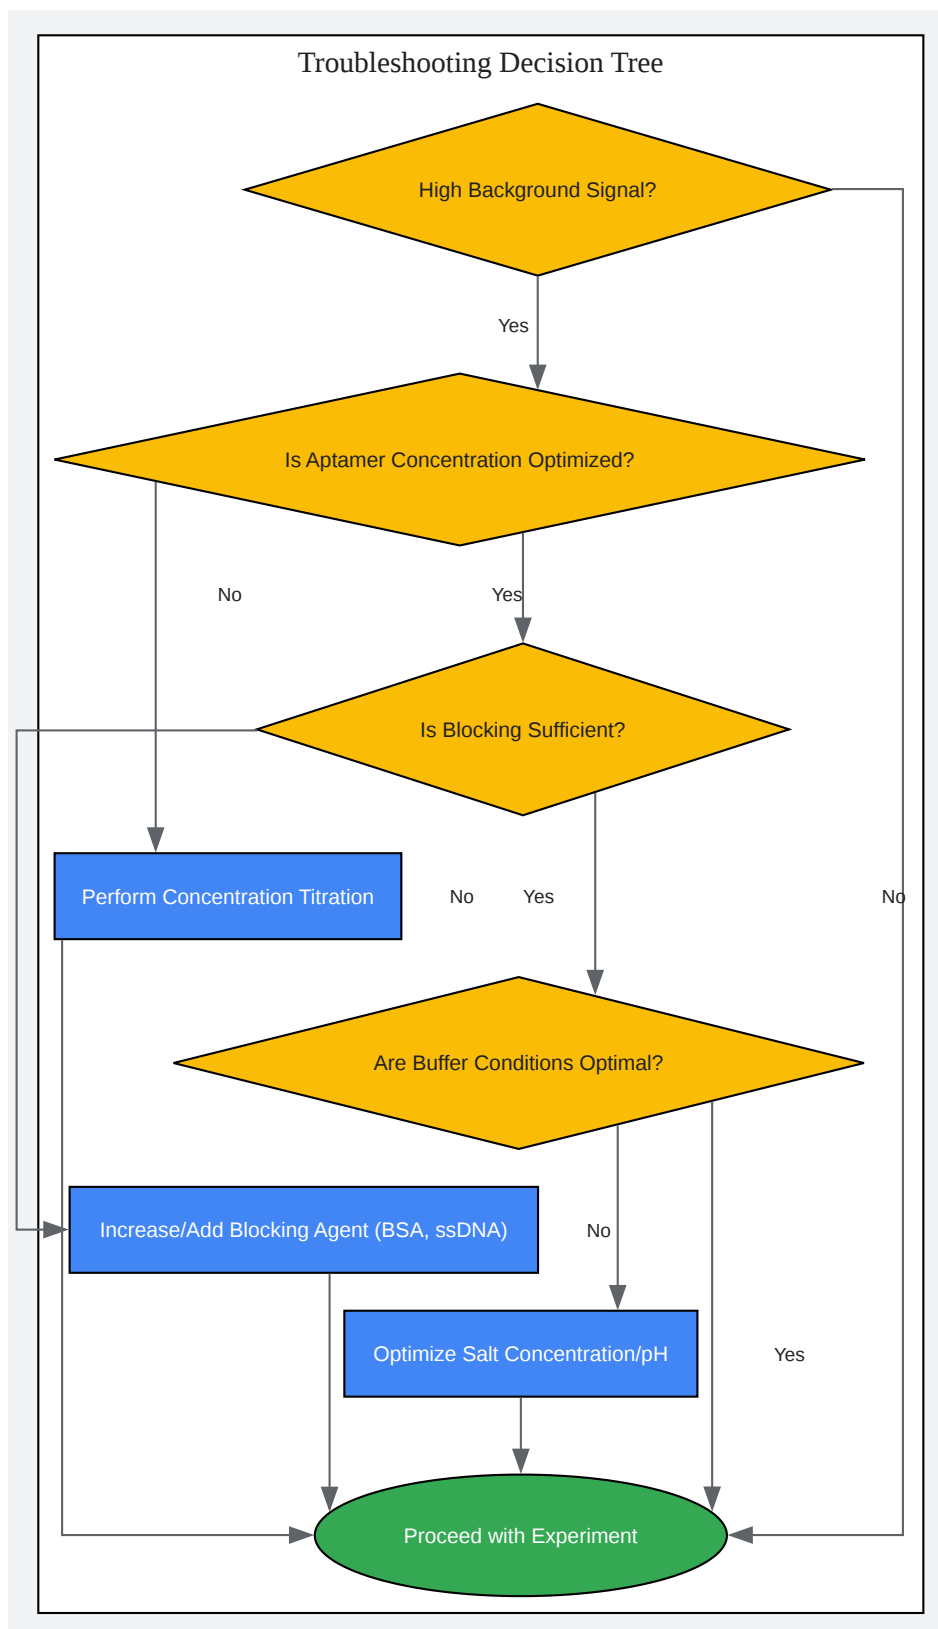 Troubleshooting Decision Tree
High Background Signal?
Yes
Is Aptamer Concentration Optimized?
No
Yes
Is Blocking Sufficient?
Perform Concentration Titration
No
Yes
No
Are Buffer Conditions Optimal?
Increase/Add Blocking Agent (BSA, ssDNA)
No
Optimize Salt Concentration/pH
Yes
Proceed with Experiment